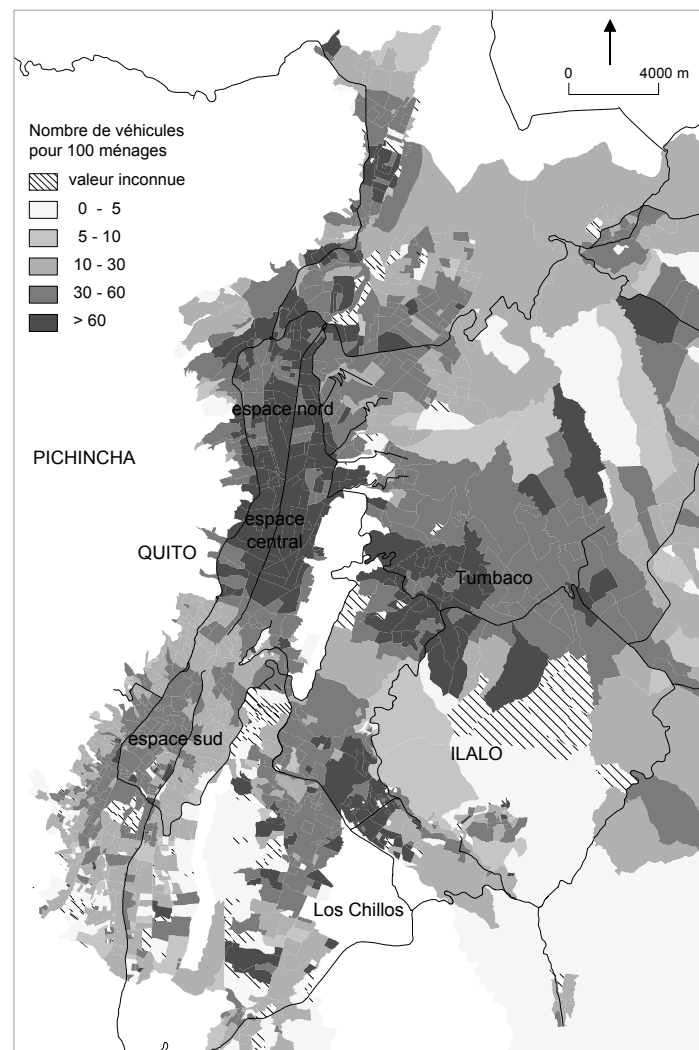 0 4000 m
Nombre de véhicules
pour 100 ménages
valeur inconnue
0 - 5
5 - 10
10 - 30
30 - 60
> 60
espace nord
PICHINCHA
espace
central
QUITO
Tumbaco
espace sud
ILALO
Los Chillos